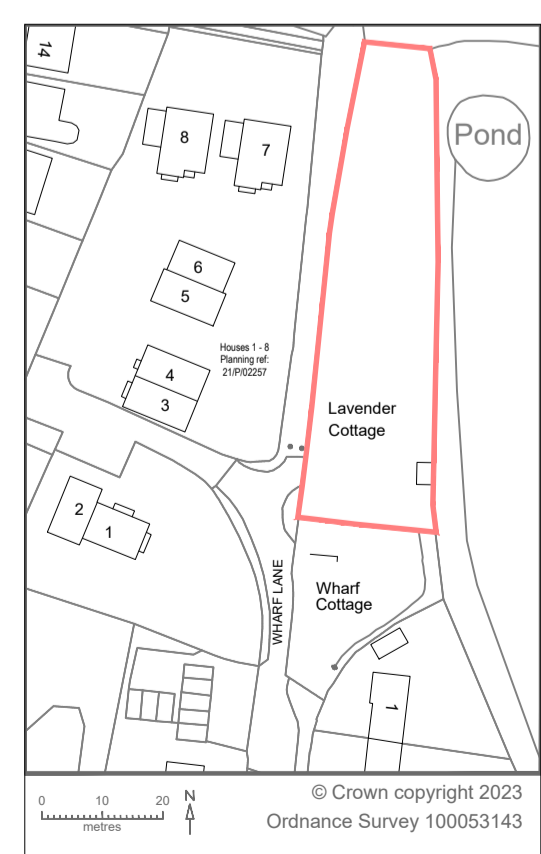 14
Pond
8
7
6
5
Houses 1 - 8
Planning ref:
21/P/02257
4
3
Lavender
Cottage
2
1
WHARF LANE
Wharf
Cottage
1
© Crown copyright 2023
Ordnance Survey 100053143
0 10 20
metres
N